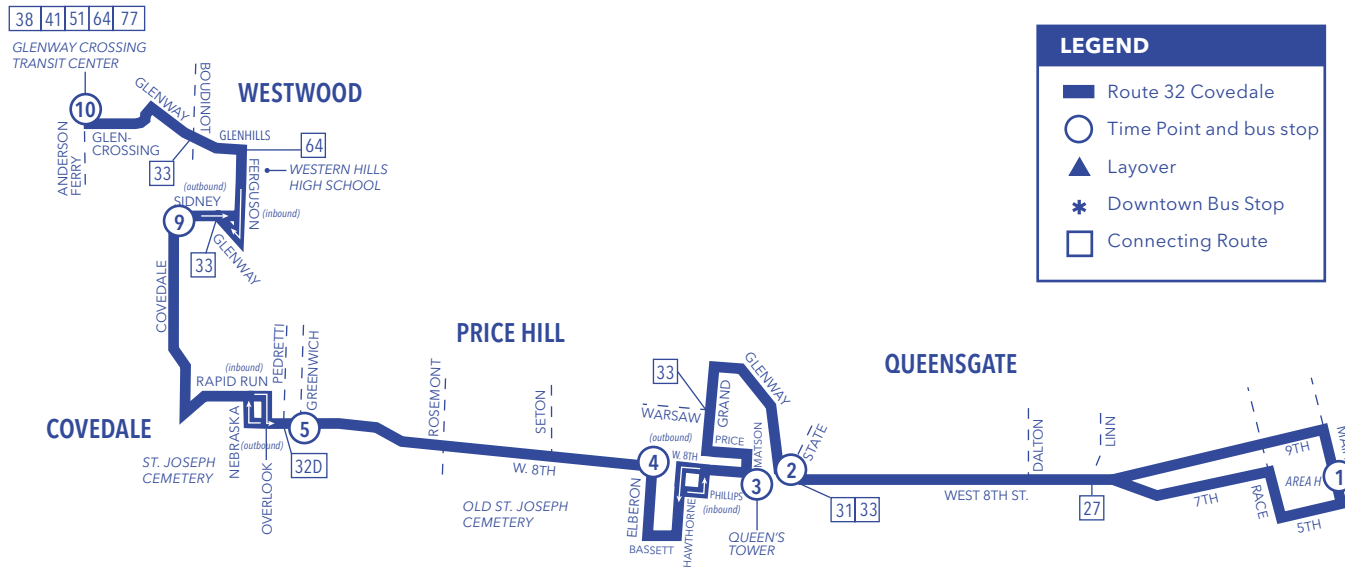 38 41 51 64 77
GLENWAY CROSSING
TRANSIT CENTER
10
ANDERSON
FERRY
GLEN-
CROSSING
GLENWAY
BOUDINOT
WESTWOOD
GLENHILLS
64
33
FERGUSON
WESTERN HILLS
HIGH SCHOOL
(outbound)
SIDNEY
(inbound)
9
GLENWAY
33
COVEDALE
(inbound)
RAPID RUN
PEDRETTI
GREENWICH
COVEDALE
NEBRASKA
(outbound)
OVERLOOK
5
32D
ST. JOSEPH
CEMETERY
PRICE HILL
ROSEMONT
SETON
W. 8TH
OLD ST. JOSEPH
CEMETERY
4
ELBERON
BASSETT
(outbound)
W. 8TH
HAWTHORNE
PHILLIPS
(inbound)
33
WARSAW
GRAND
GLENWAY
PRICE
MATSON
3
QUEEN'S
TOWER
2
STATE
31 33
QUEENSGATE
WEST 8TH ST.
DALTON
LINN
27
9TH
7TH
RACE
5TH
AREA H
1
LEGEND
Route 32 Covedale
Time Point and bus stop
Layover
Downtown Bus Stop
Connecting Route